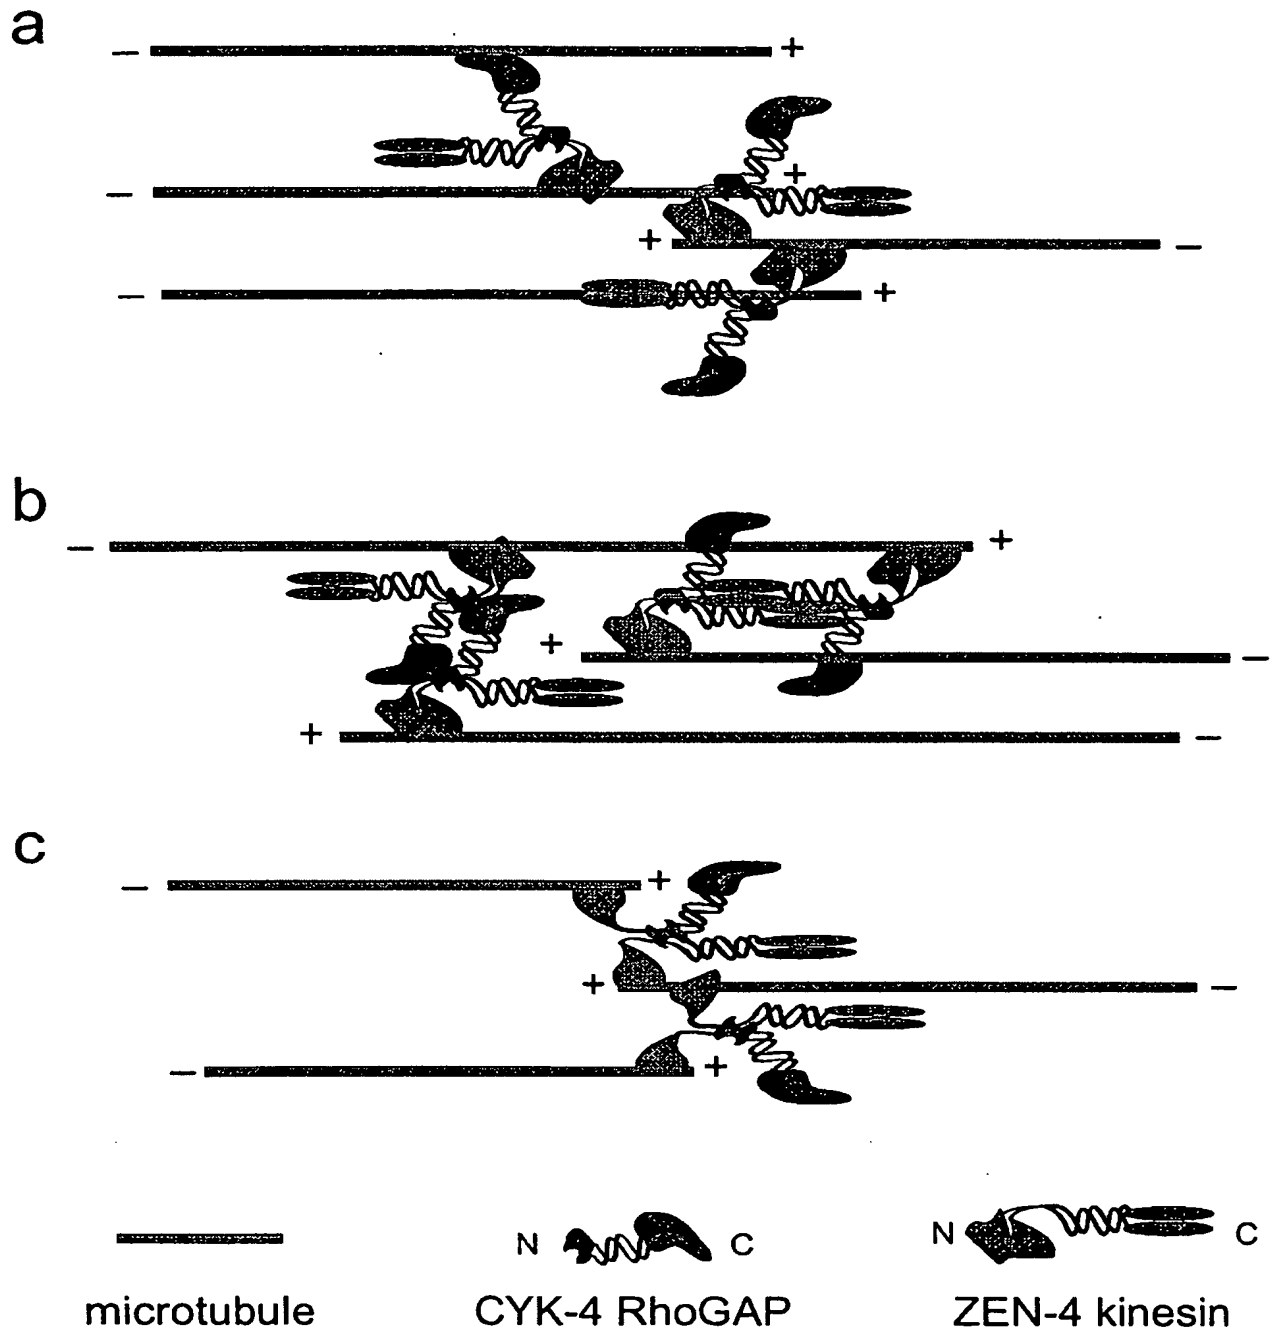 a
− +
− +
+ −
− +
b
− +
+ −
+ −
c
− +
+ −
− +
N C N C
microtubule CYK-4 RhoGAP ZEN-4 kinesin